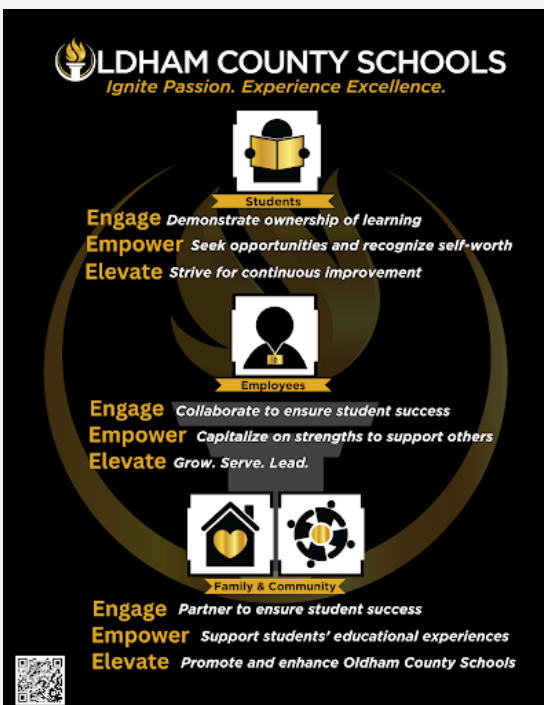 OLDHAM COUNTY SCHOOLS
Ignite Passion. Experience Excellence.
Students
Engage Demonstrate ownership of learning
Empower Seek opportunities and recognize self-worth
Elevate Strive for continuous improvement
Employees
Engage Collaborate to ensure student success
Empower Capitalize on strengths to support others
Elevate Grow. Serve. Lead.
Family & Community
Engage Partner to ensure student success
Empower Support students' educational experiences
Elevate Promote and enhance Oldham County Schools